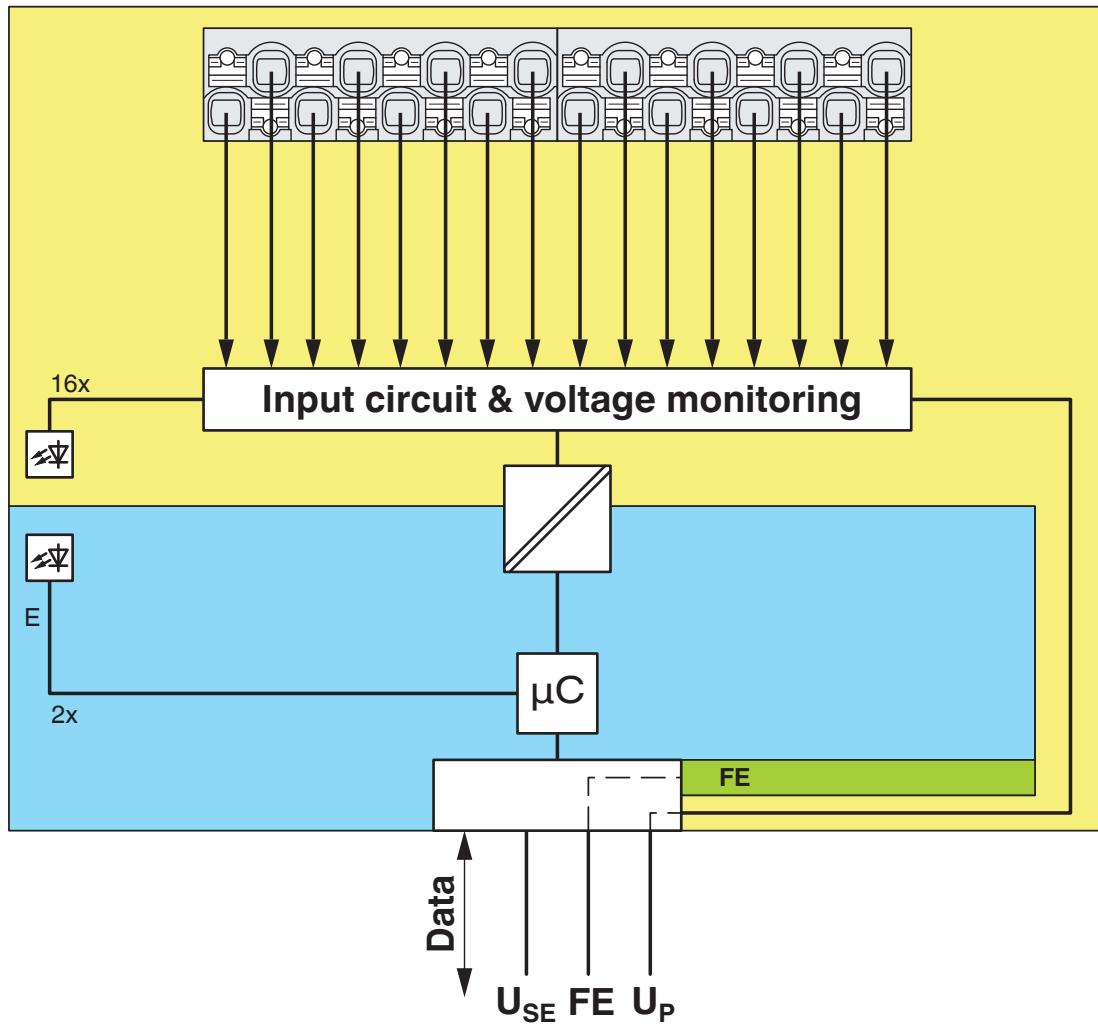 16x
Input circuit & voltage monitoring
E
2x
µC
FE
Data
USE FE UP